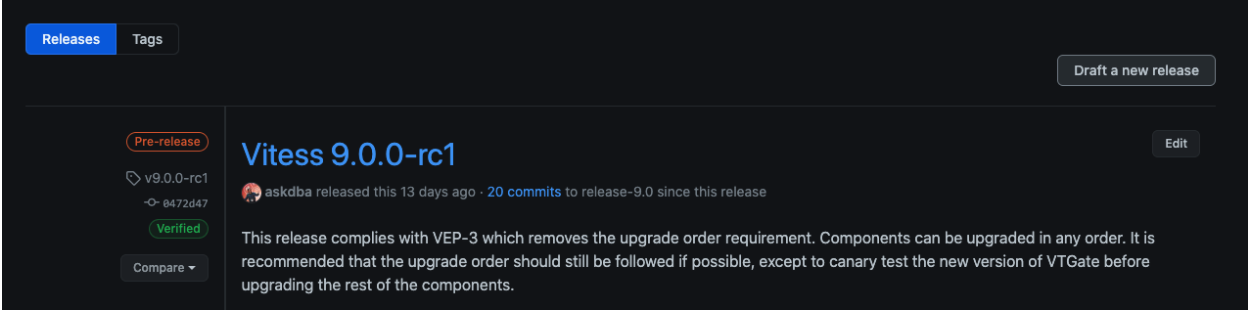 Releases
Tags
Draft a new release
Pre-release
v9.0.0-rc1
0472d47
Verified
Compare
Vitess 9.0.0-rc1
Edit
askdba released this 13 days ago · 20 commits to release-9.0 since this release
This release complies with VEP-3 which removes the upgrade order requirement. Components can be upgraded in any order. It is
recommended that the upgrade order should still be followed if possible, except to canary test the new version of VTGate before
upgrading the rest of the components.